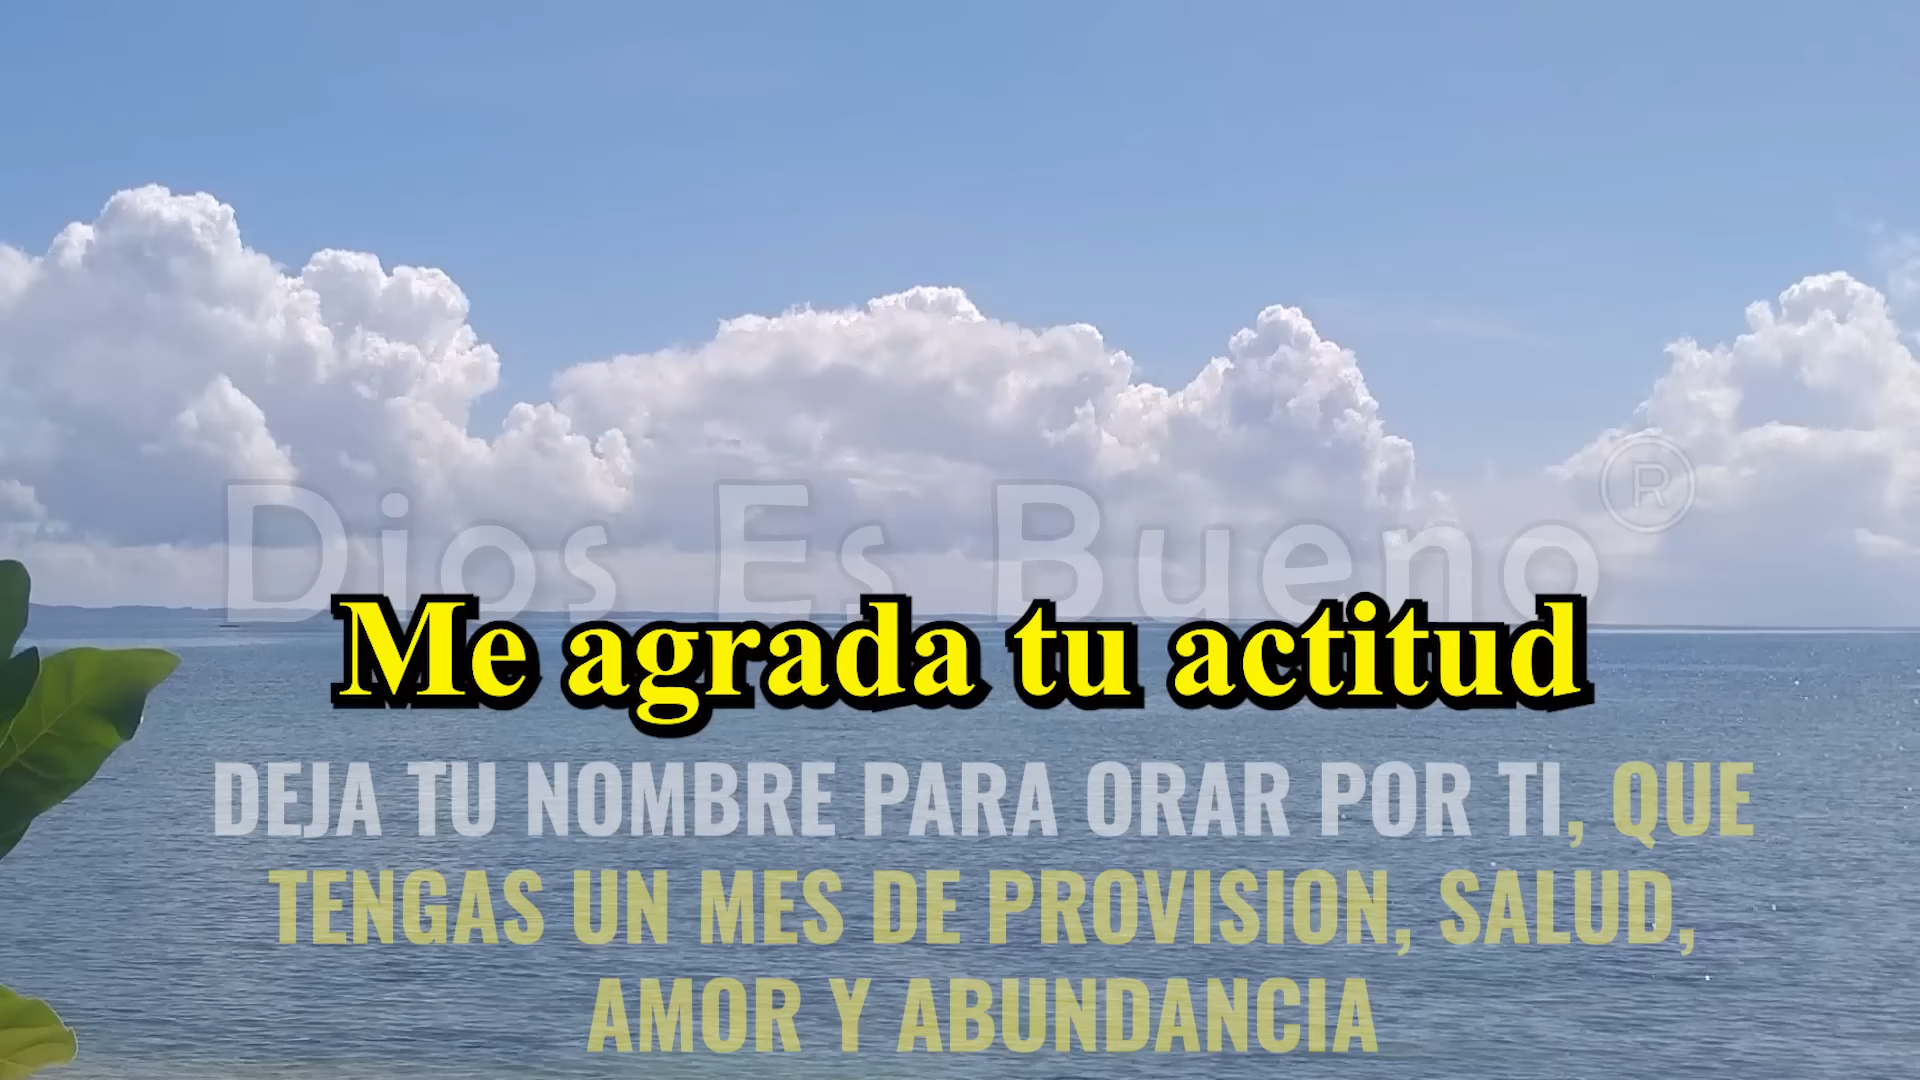 Dios Es Bueno®
Me agrada tu actitud
DEJA TU NOMBRE PARA ORAR POR TI, QUE
TENGAS UN MES DE PROVISION, SALUD,
AMOR Y ABUNDANCIA